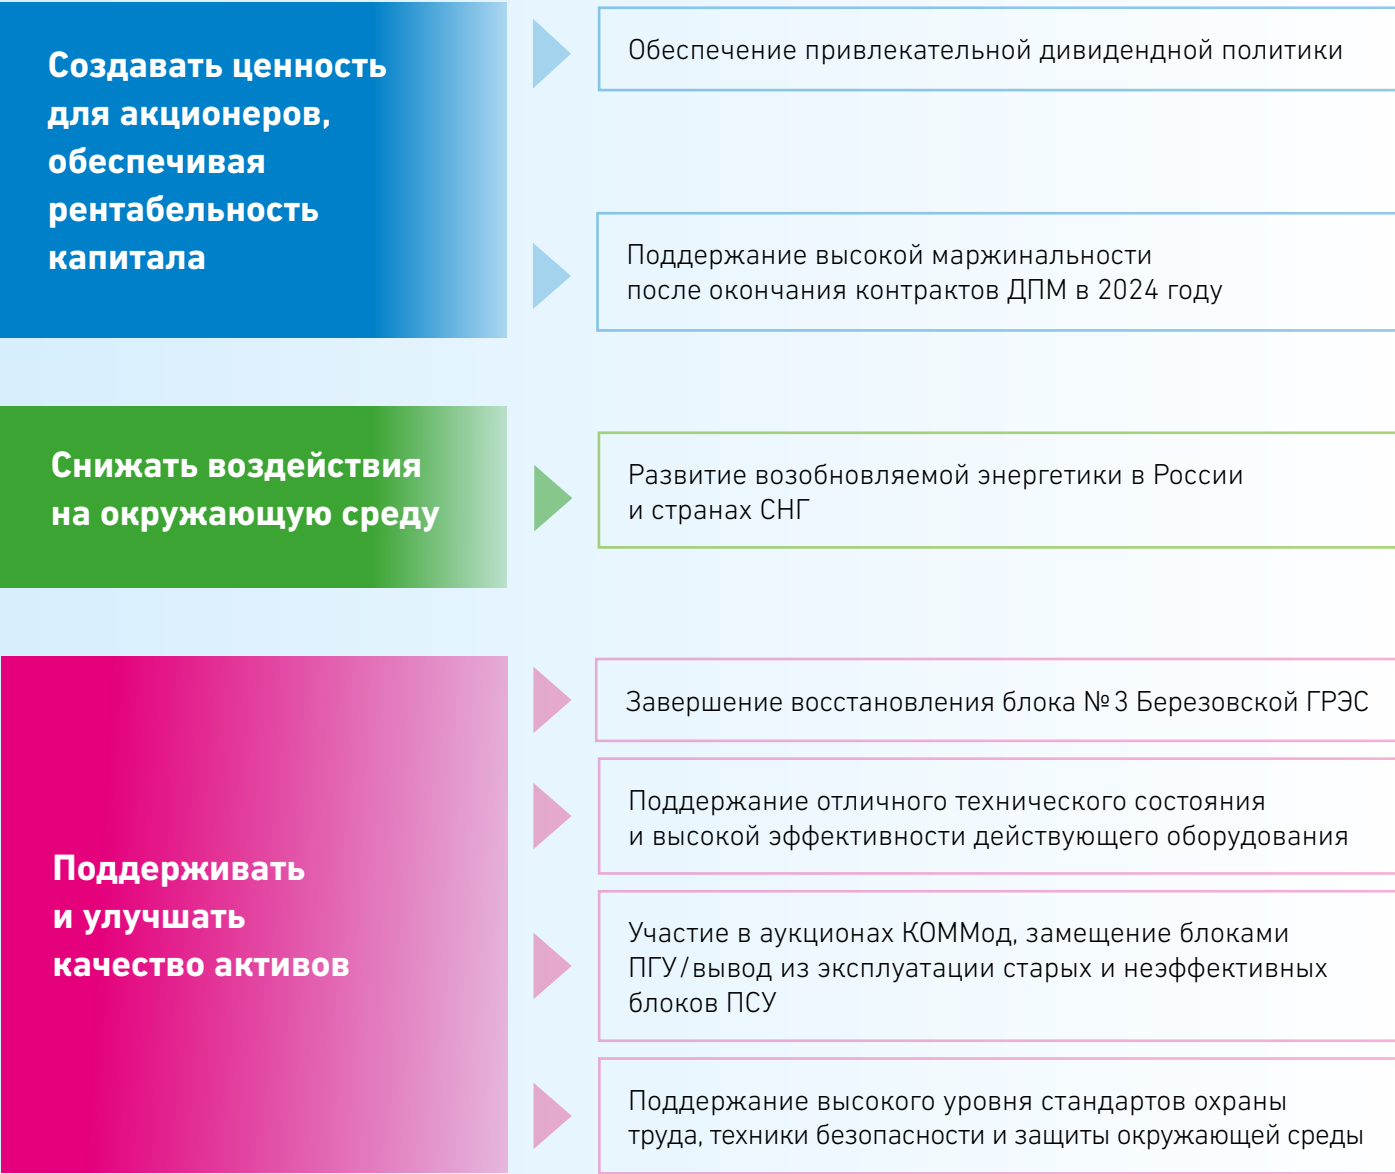 Создавать ценность
для акционеров,
обеспечивая
рентабельность
капитала
Обеспечение привлекательной дивидендной политики
Поддержание высокой маржинальности
после окончания контрактов ДПМ в 2024 году
Снижать воздействия
на окружающую среду
Развитие возобновляемой энергетики в России
и странах СНГ
Поддерживать
и улучшать
качество активов
Завершение восстановления блока №3 Березовской ГРЭС
Поддержание отличного технического состояния
и высокой эффективности действующего оборудования
Участие в аукционах КОММод, замещение блоками
ПГУ/вывод из эксплуатации старых и неэффективных
блоков ПСУ
Поддержание высокого уровня стандартов охраны
труда, техники безопасности и защиты окружающей среды